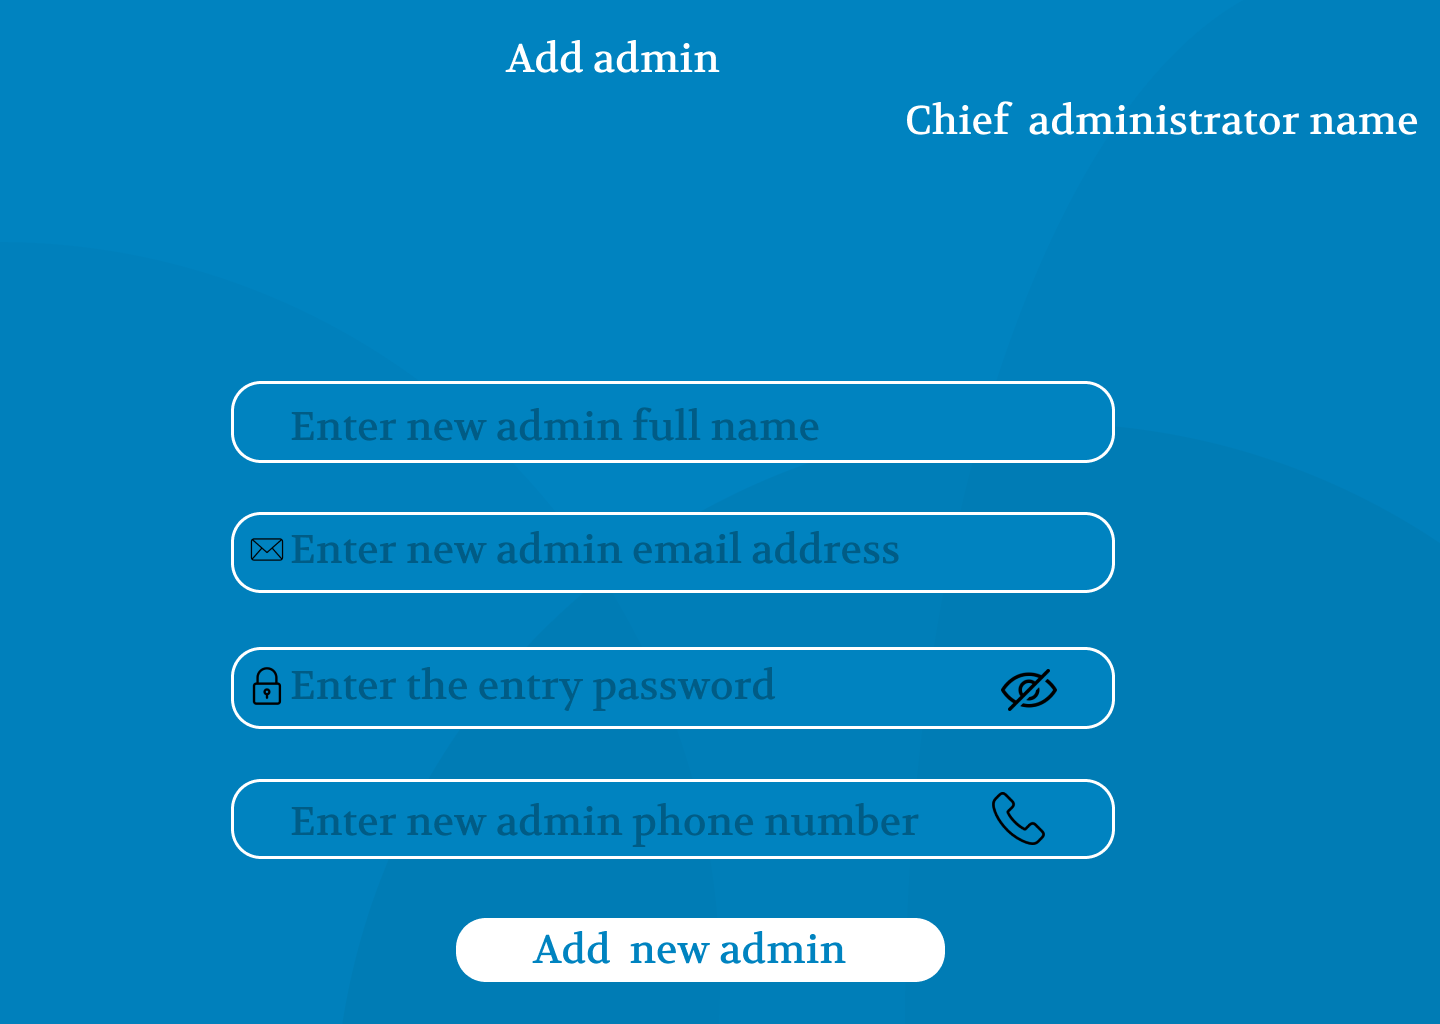 Add admin
Chief  administrator name
Enter new admin full name
Enter new admin email address
Enter the entry password
Enter new admin phone number
Add  new admin